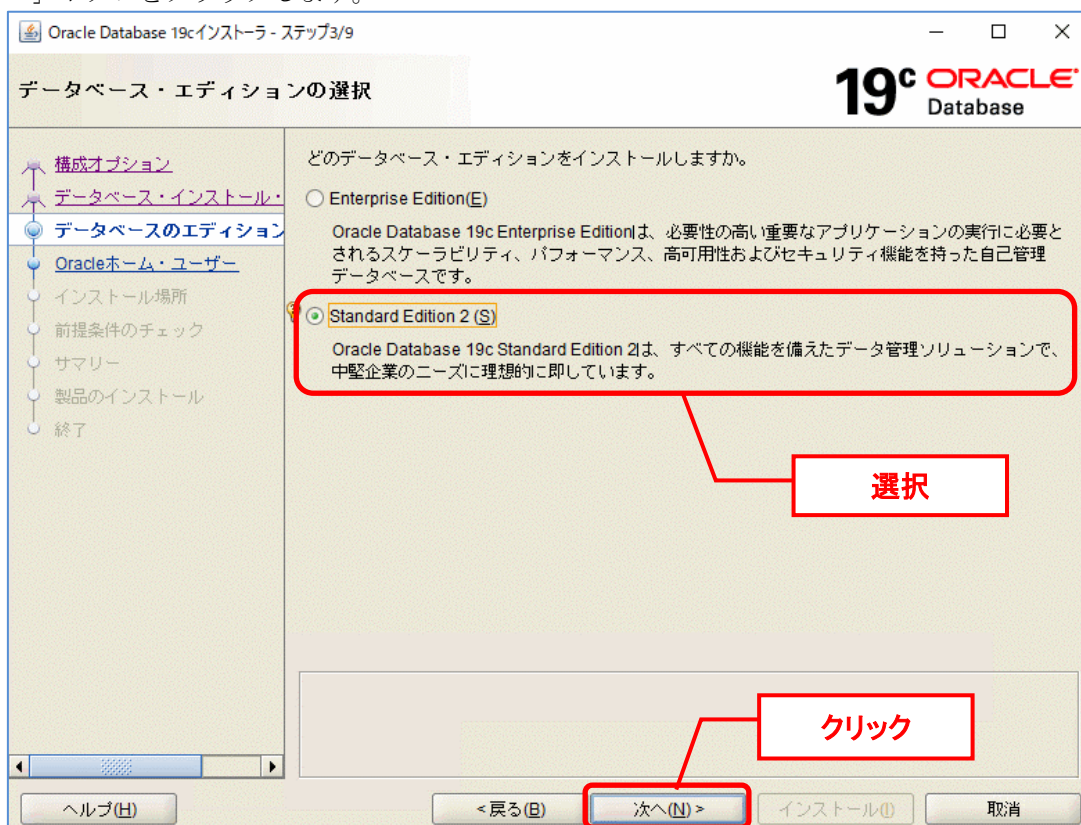 Oracle Database 19cインストーラ - ステップ3/9
データベース・エディションの選択
19c ORACLE
Database
構成オプション
データベース・インストール・
データベースのエディション
Oracleホーム・ユーザー
インストール場所
前提条件のチェック
サマリー
製品のインストール
終了
どのデータベース・エディションをインストールしますか。
Enterprise Edition(E)
Oracle Database 19c Enterprise Editionは、必要性の高い重要なアプリケーションの実行に必要と
されるスケーラビリティ、パフォーマンス、高可用性およびセキュリティ機能を持った自己管理
データベースです。
Standard Edition 2 (S)
Oracle Database 19c Standard Edition 2は、すべての機能を備えたデータ管理ソリューションで、
中堅企業のニーズに理想的に即しています。
選択
クリック
ヘルプ(H)
<戻る(B)
次へ(N)>
インストール(I)
取消